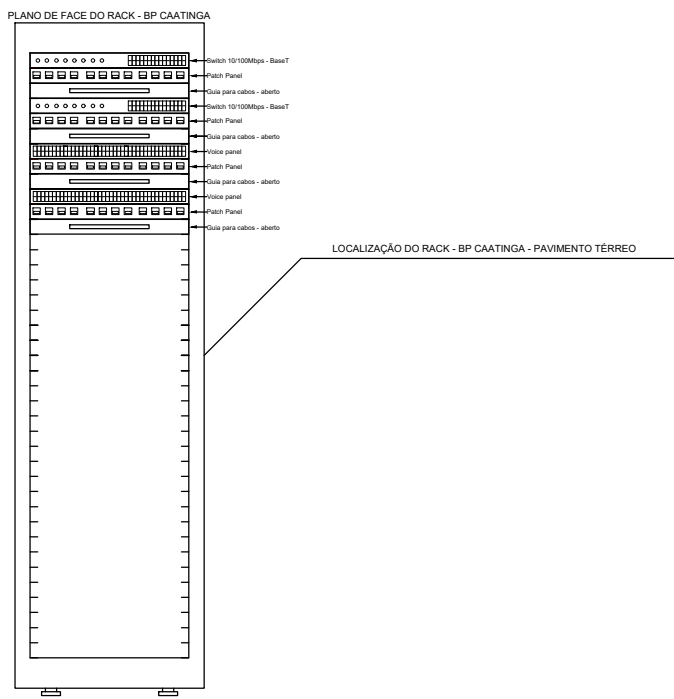 PLANO DE FACE DO RACK - BP CAATINGA
Switch 10/100Mbps - BaseT
Patch Panel
Guia para cabos - aberto
Switch 10/100Mbps - BaseT
Patch Panel
Guia para cabos - aberto
Voice panel
Patch Panel
Guia para cabos - aberto
Voice panel
Patch Panel
Guia para cabos - aberto
LOCALIZAÇÃO DO RACK - BP CAATINGA - PAVIMENTO TÉRREO